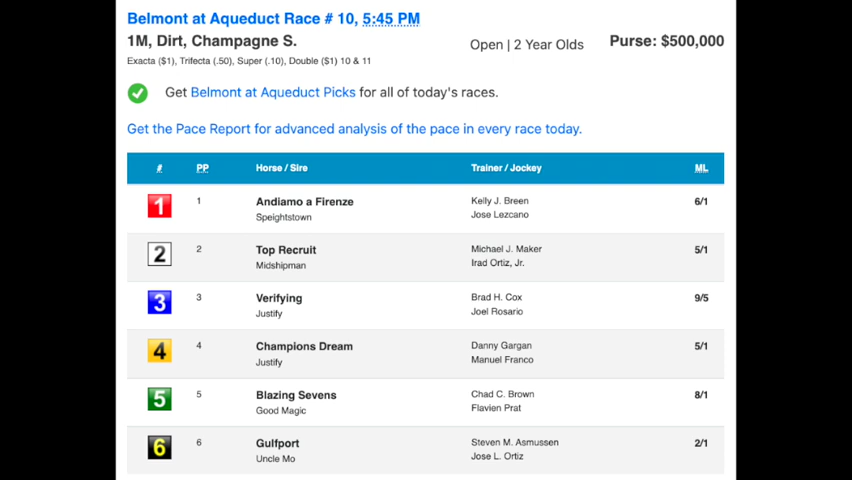 Belmont at Aqueduct Race # 10, 5:45 PM
1M, Dirt, Champagne S.
Open | 2 Year Olds
Purse: $500,000
Exacta ($1), Trifecta (.50), Super (.10), Double ($1) 10 & 11
Get Belmont at Aqueduct Picks for all of today's races.
Get the Pace Report for advanced analysis of the pace in every race today.
# PP Horse / Sire Trainer / Jockey ML
1 1 Andiamo a Firenze Kelly J. Breen 6/1
Speightstown Jose Lezcano
2 2 Top Recruit Michael J. Maker 5/1
Midshipman Irad Ortiz, Jr.
3 3 Verifying Brad H. Cox 9/5
Justify Joel Rosario
4 4 Champions Dream Danny Gargan 5/1
Justify Manuel Franco
5 5 Blazing Sevens Chad C. Brown 8/1
Good Magic Flavien Prat
6 6 Gulfport Steven M. Asmussen 2/1
Uncle Mo Jose L. Ortiz